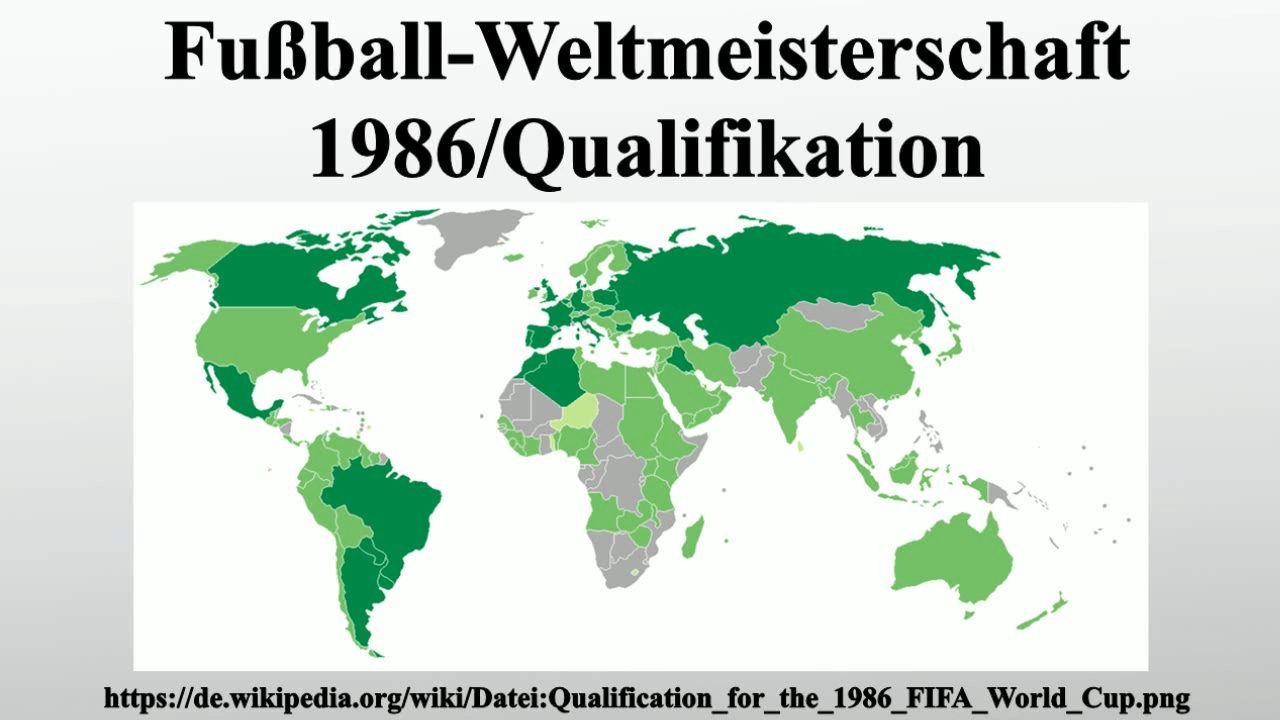 Fußball-Weltmeisterschaft
1986/Qualifikation
https://de.wikipedia.org/wiki/Datei:Qualification_for_the_1986_FIFA_World_Cup.png